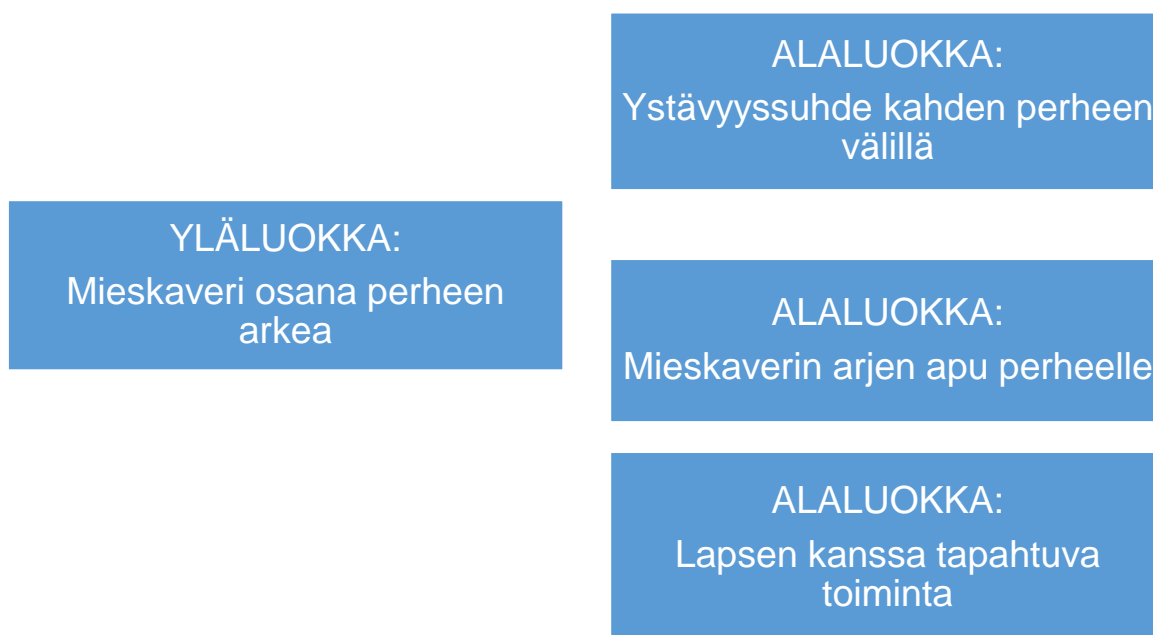 YLÄLUOKKA:
Mieskaveri osana perheen
arkea
ALALUOKKA:
Ystävyyssuhde kahden perheen
välillä
ALALUOKKA:
Mieskaverin arjen apu perheelle
ALALUOKKA:
Lapsen kanssa tapahtuva
toiminta